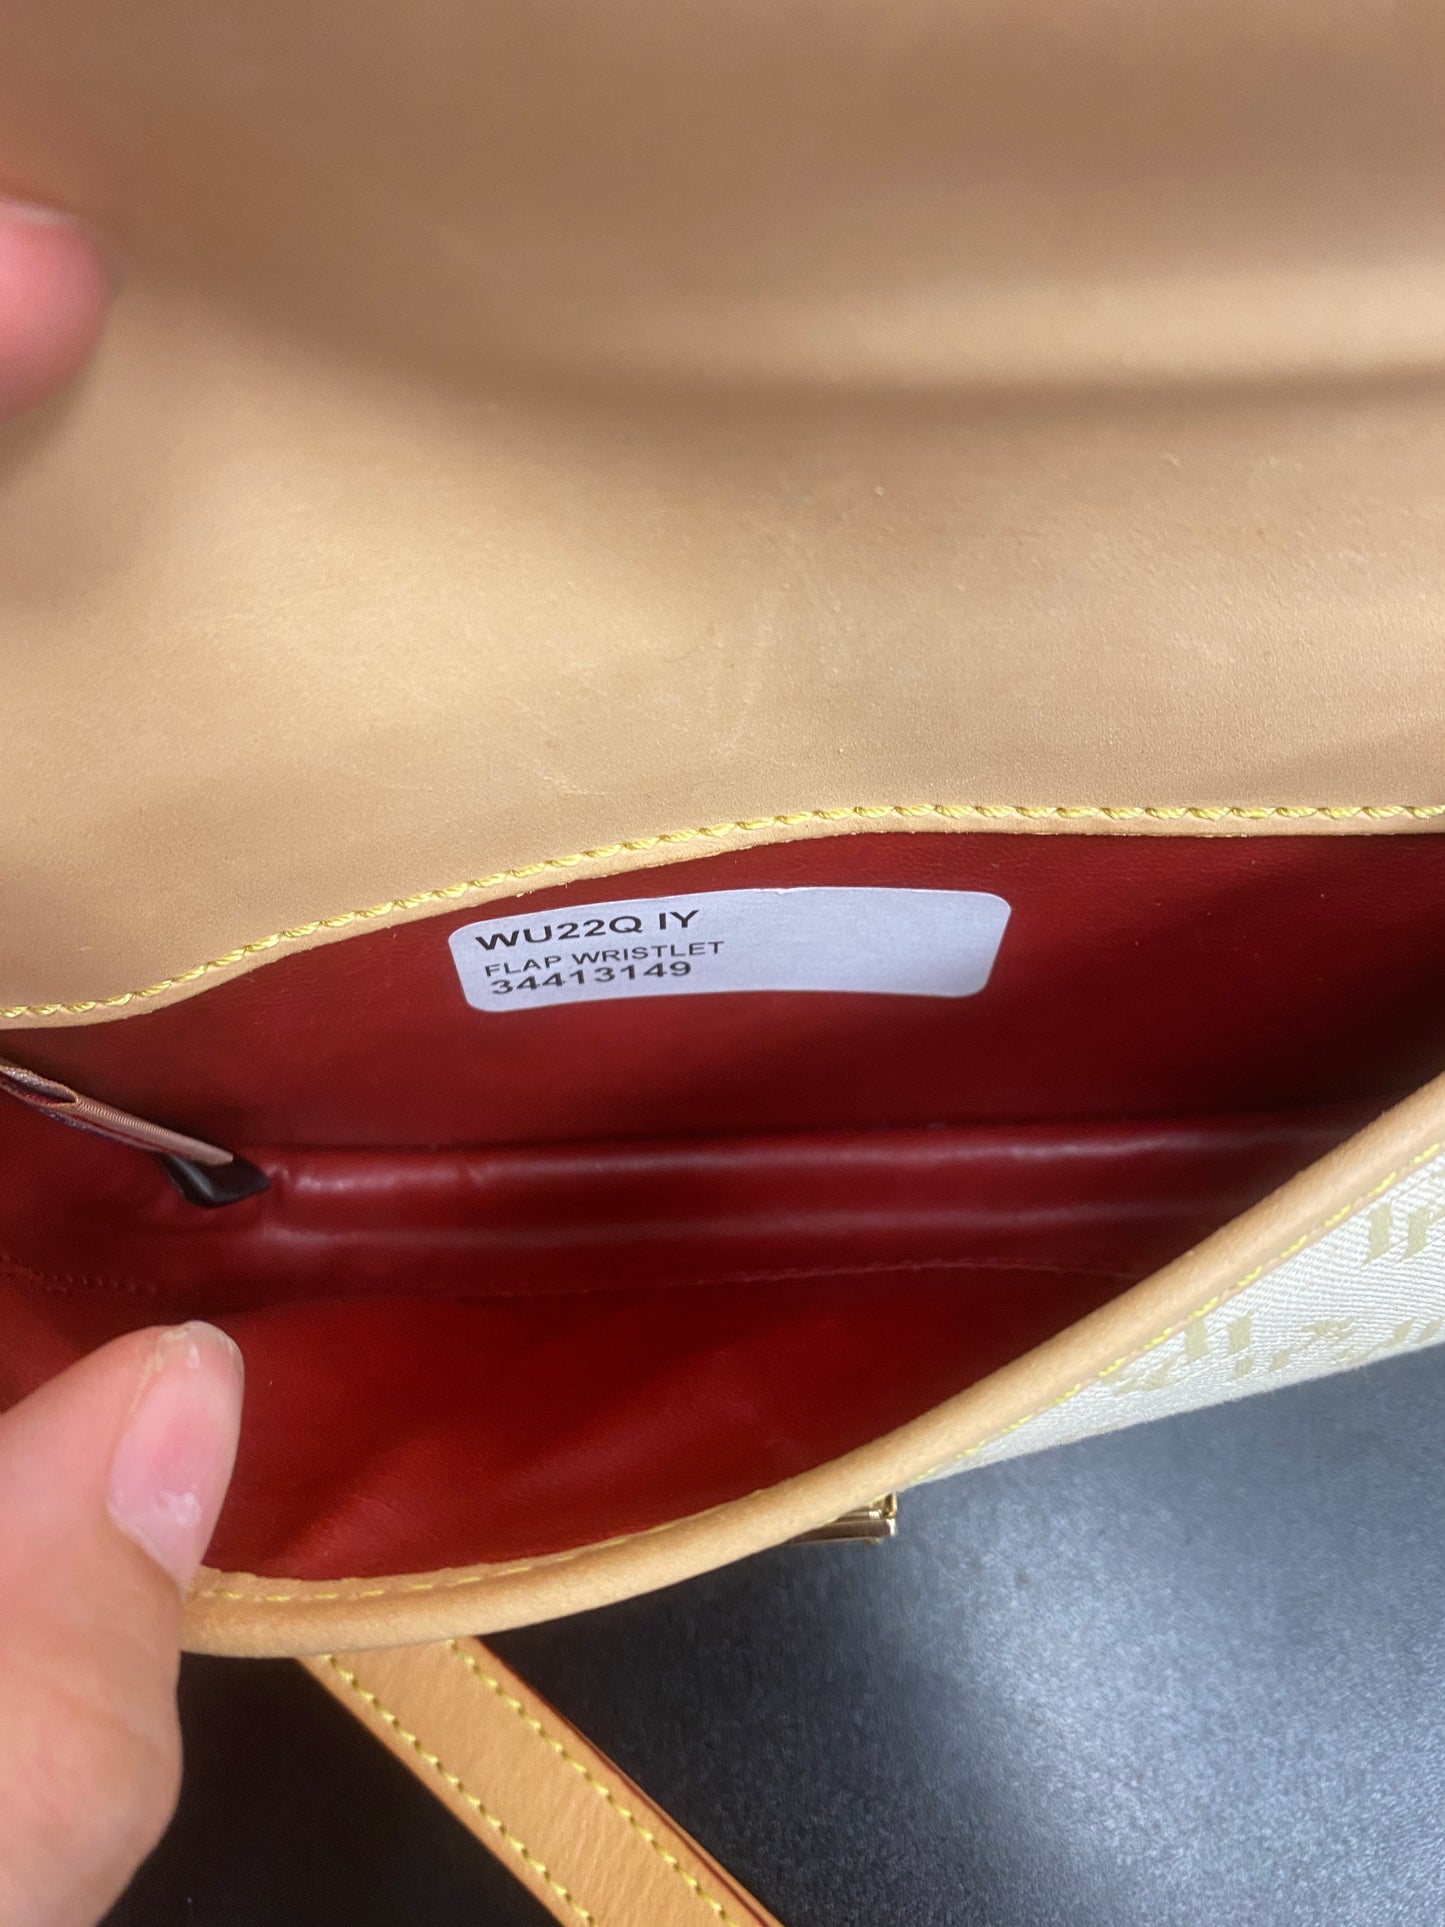 WU22Q IY
FLAP WRISTLET
34413149